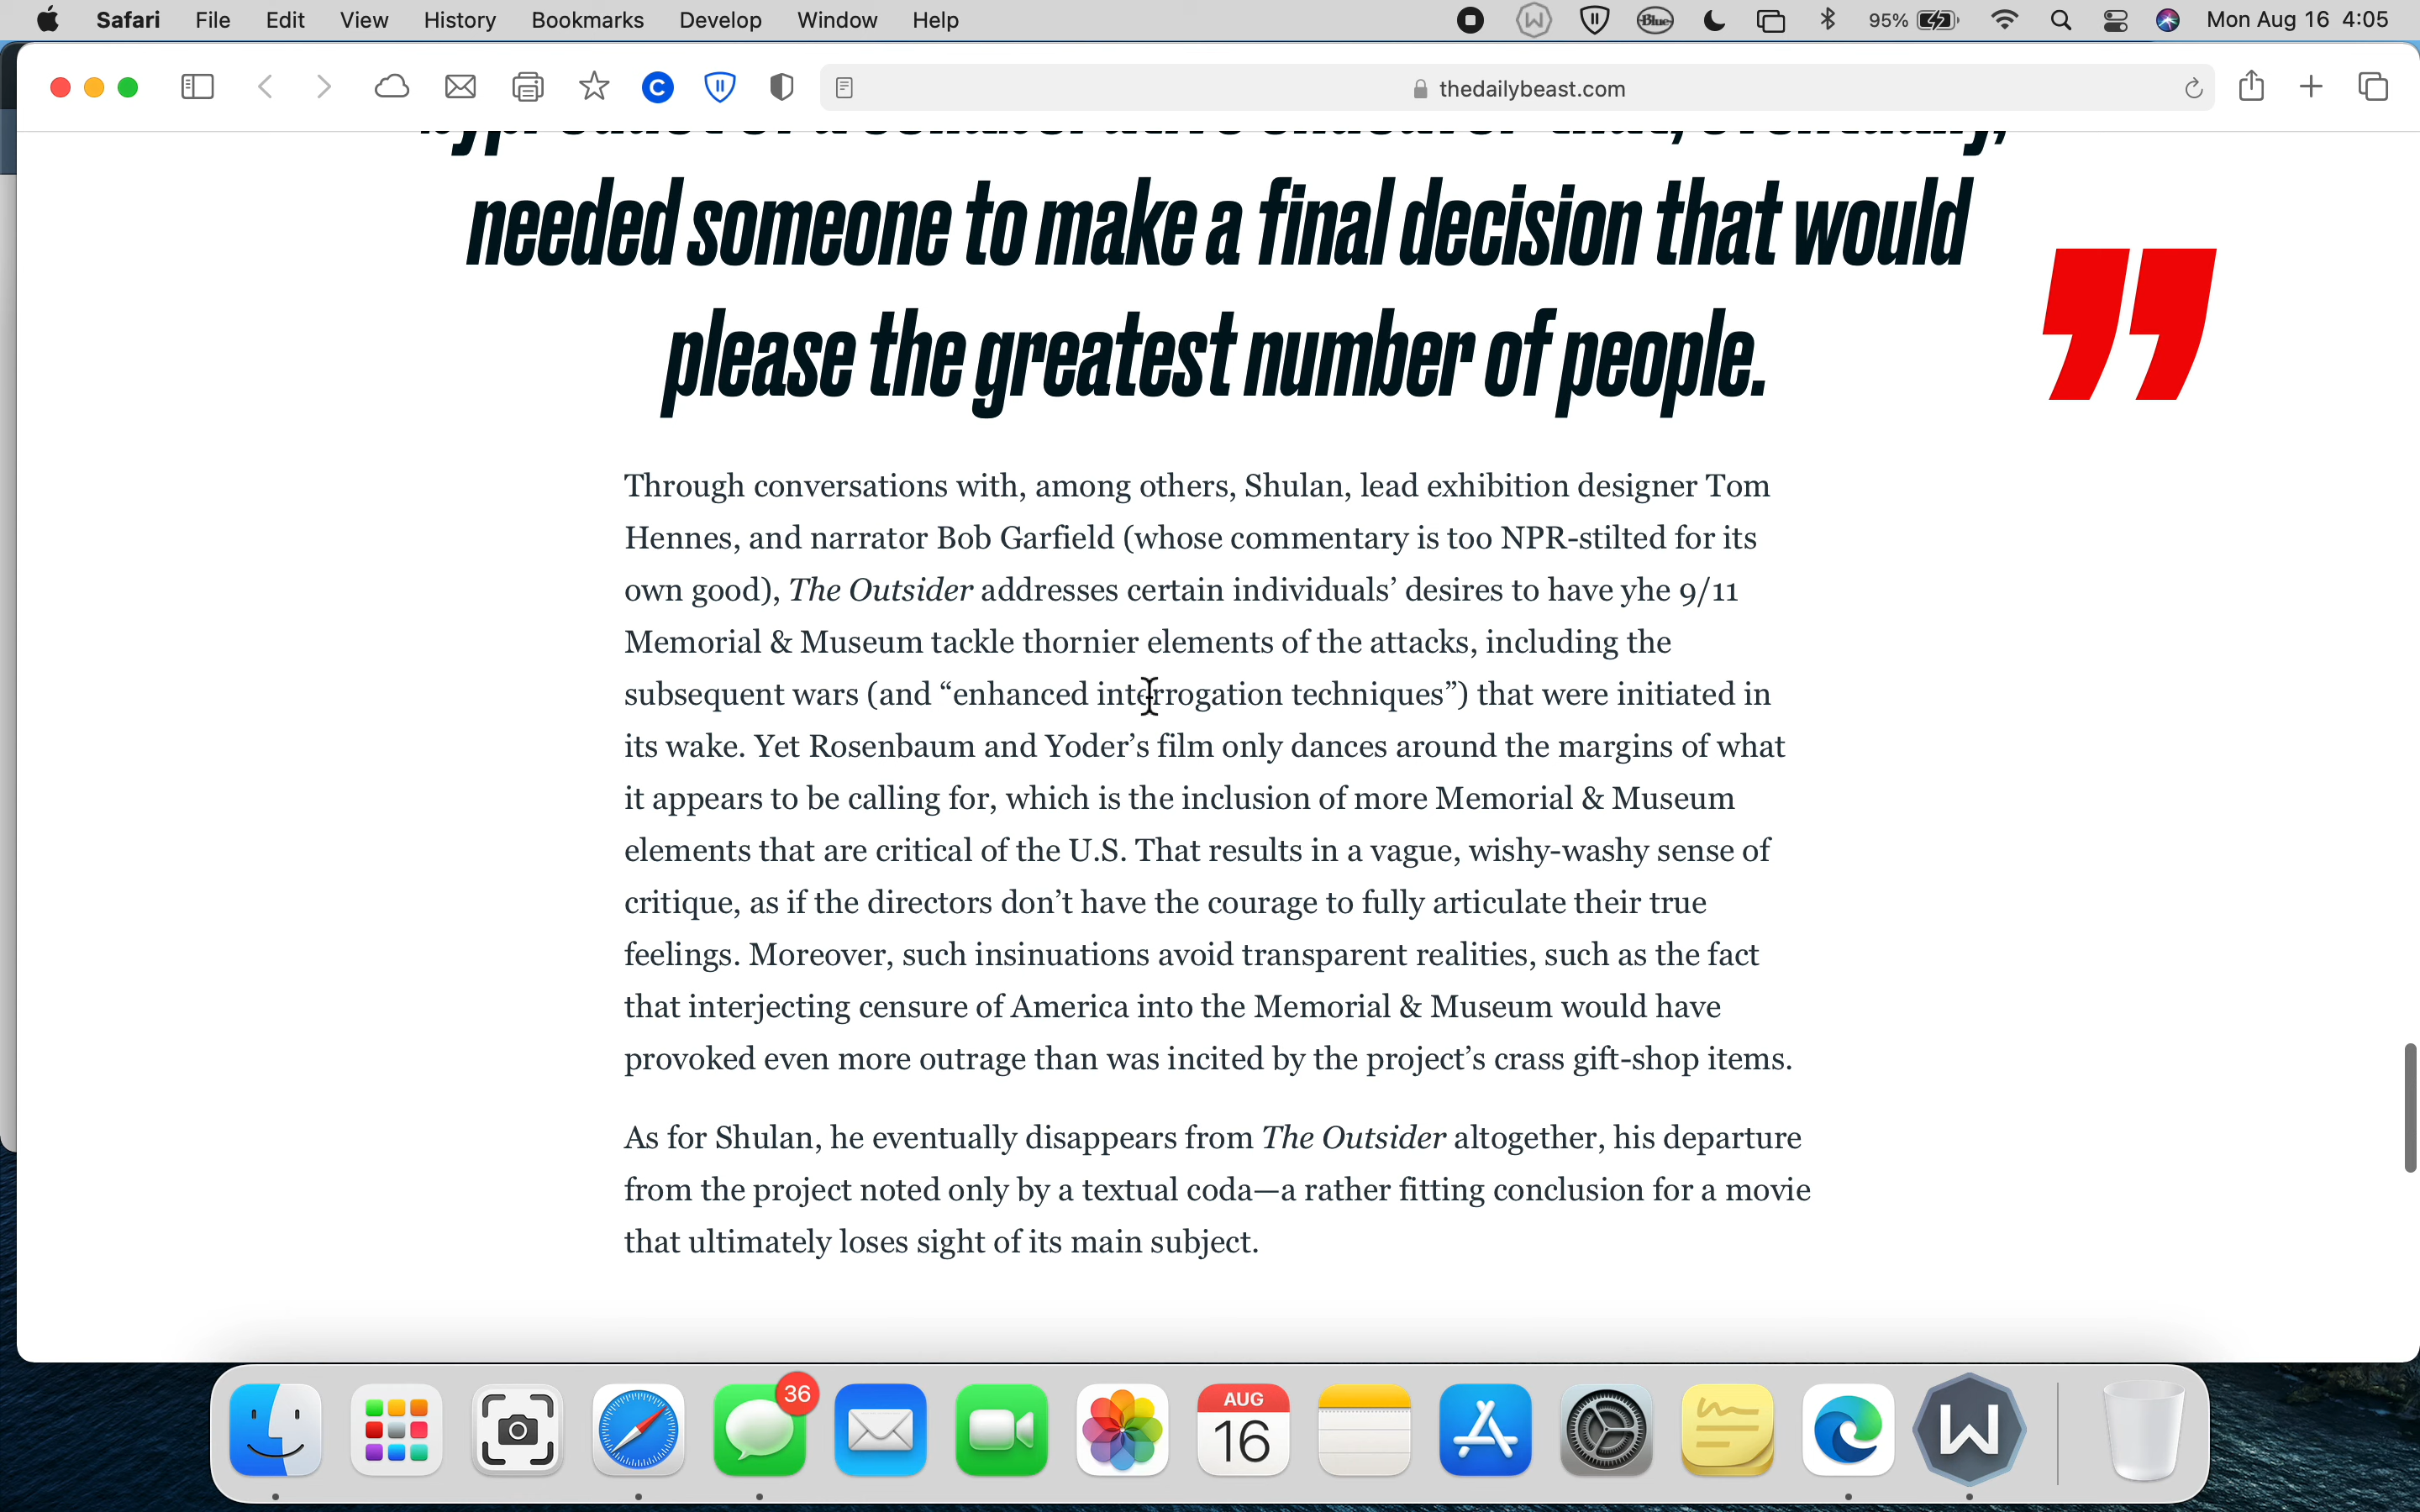 Safari File Edit View History Bookmarks Develop Window Help Blue 95% Mon Aug 16 4:05
C thedailybeast.com
needed someone to make a final decision that would
please the greatest number of people. ”
Through conversations with, among others, Shulan, lead exhibition designer Tom
Hennes, and narrator Bob Garfield (whose commentary is too NPR-stilted for its
own good), The Outsider addresses certain individuals’ desires to have yhe 9/11
Memorial & Museum tackle thornier elements of the attacks, including the
subsequent wars (and “enhanced interrogation techniques”) that were initiated in
its wake. Yet Rosenbaum and Yoder’s film only dances around the margins of what
it appears to be calling for, which is the inclusion of more Memorial & Museum
elements that are critical of the U.S. That results in a vague, wishy-washy sense of
critique, as if the directors don’t have the courage to fully articulate their true
feelings. Moreover, such insinuations avoid transparent realities, such as the fact
that interjecting censure of America into the Memorial & Museum would have
provoked even more outrage than was incited by the project’s crass gift-shop items.
As for Shulan, he eventually disappears from The Outsider altogether, his departure
from the project noted only by a textual coda—a rather fitting conclusion for a movie
that ultimately loses sight of its main subject.
36
AUG
16
W